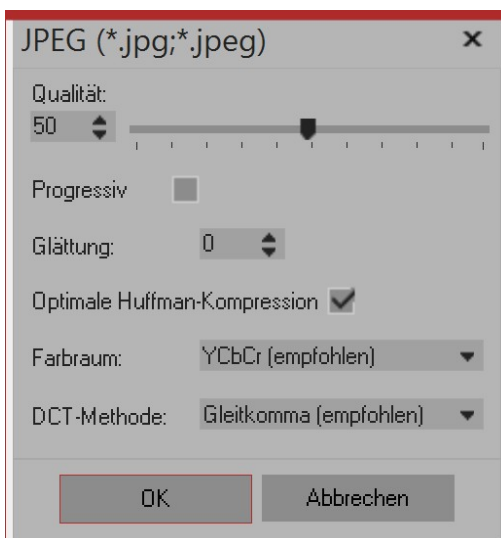 JPEG (*.jpg;*.jpeg)
Qualität:
50
Progressiv
Glättung: 0
Optimale Huffman-Kompression
Farbraum: YCbCr (empfohlen)
DCT-Methode: Gleitkomma (empfohlen)
OK Abbrechen